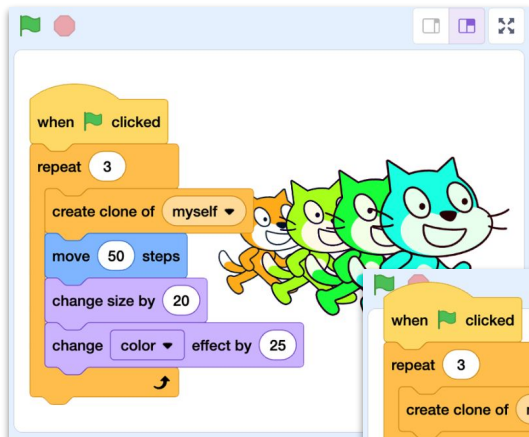 when clicked
repeat 3
create clone of myself
move 50 steps
change size by 20
change color effect by 25
when clicked
repeat 3
create clone of